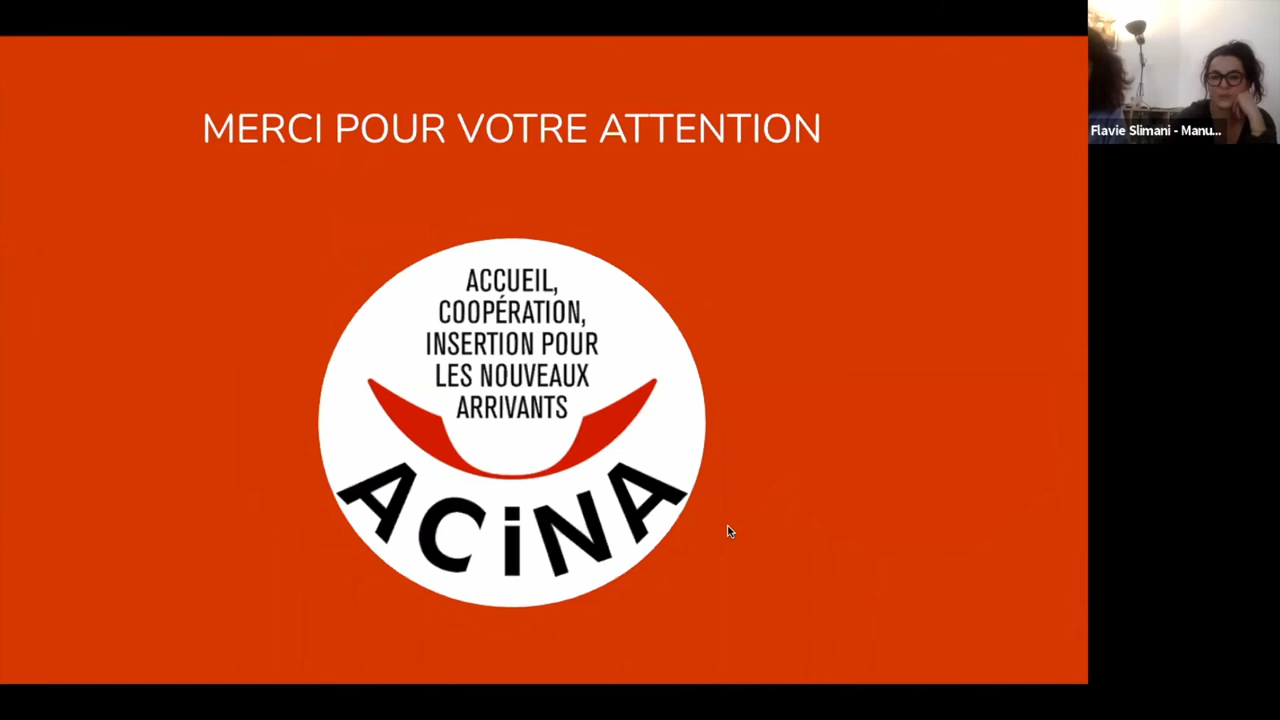 MERCI POUR VOTRE ATTENTION
ACCUEIL,
COOPÉRATION,
INSERTION POUR
LES NOUVEAUX
ARRIVANTS
ACiNA
Flavie Slimani - Manu...